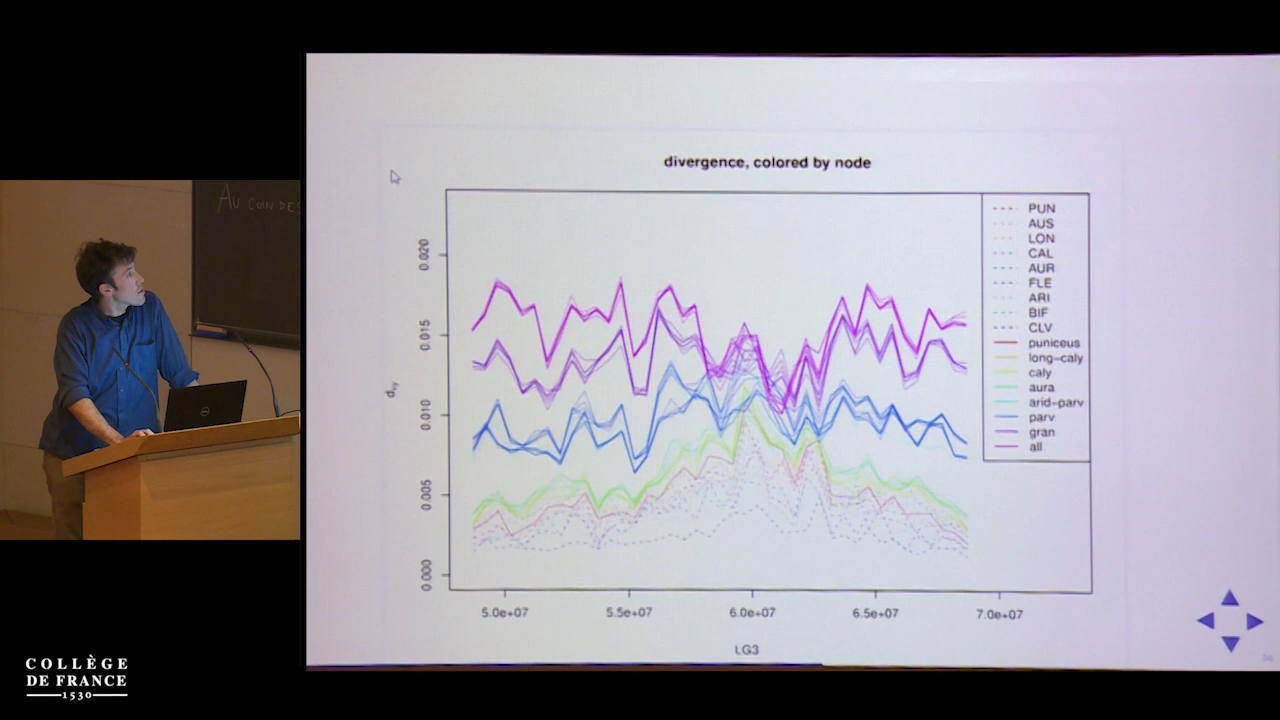 AU COIN DES
divergence, colored by node
d_xy
0.020
0.015
0.010
0.005
0.000
5.0e+07 5.5e+07 6.0e+07 6.5e+07 7.0e+07
LG3
PUN
AUS
LON
CAL
AUR
FLE
ARI
BIF
CLV
puniceus
long-caly
caly
aura
arid-parv
parv
gran
all
COLLÈGE
DE FRANCE
1530